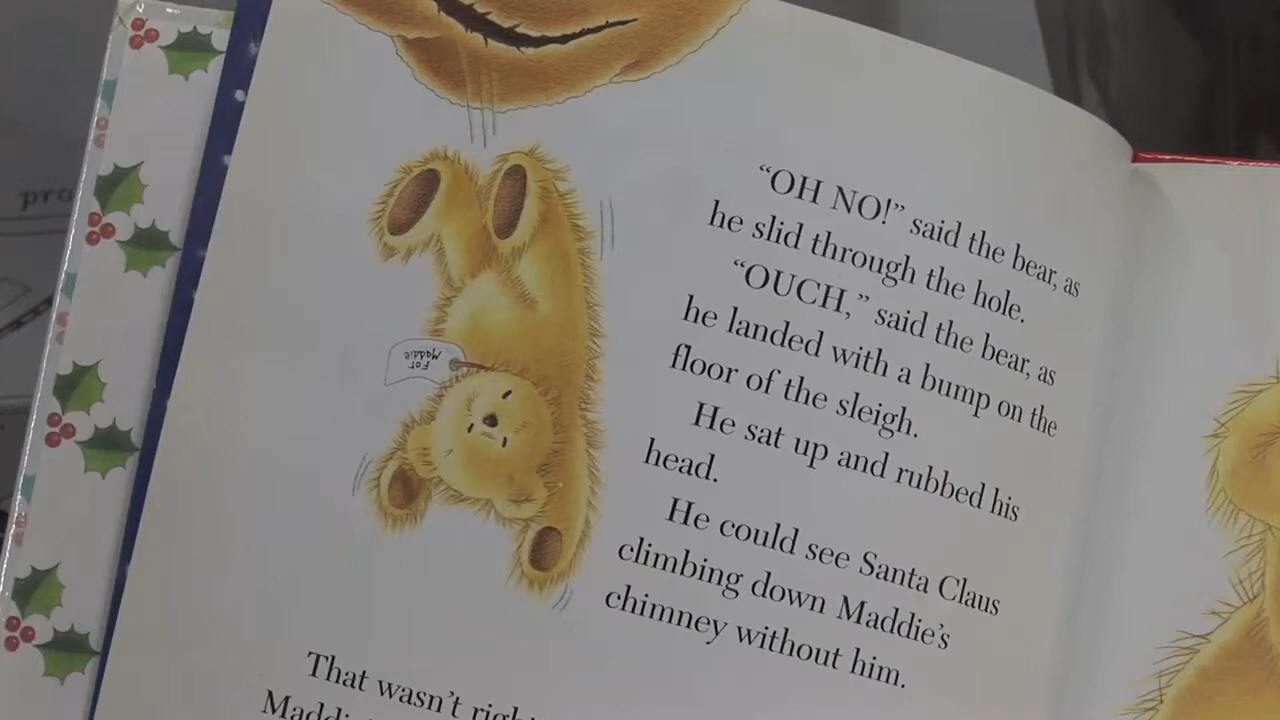 pro
For
Maddie
“OH NO!” said the bear, as
he slid through the hole.
“OUCH,” said the bear, as
he landed with a bump on the
floor of the sleigh.
He sat up and rubbed his
head.
He could see Santa Claus
climbing down Maddie’s
chimney without him.
That wasn’t